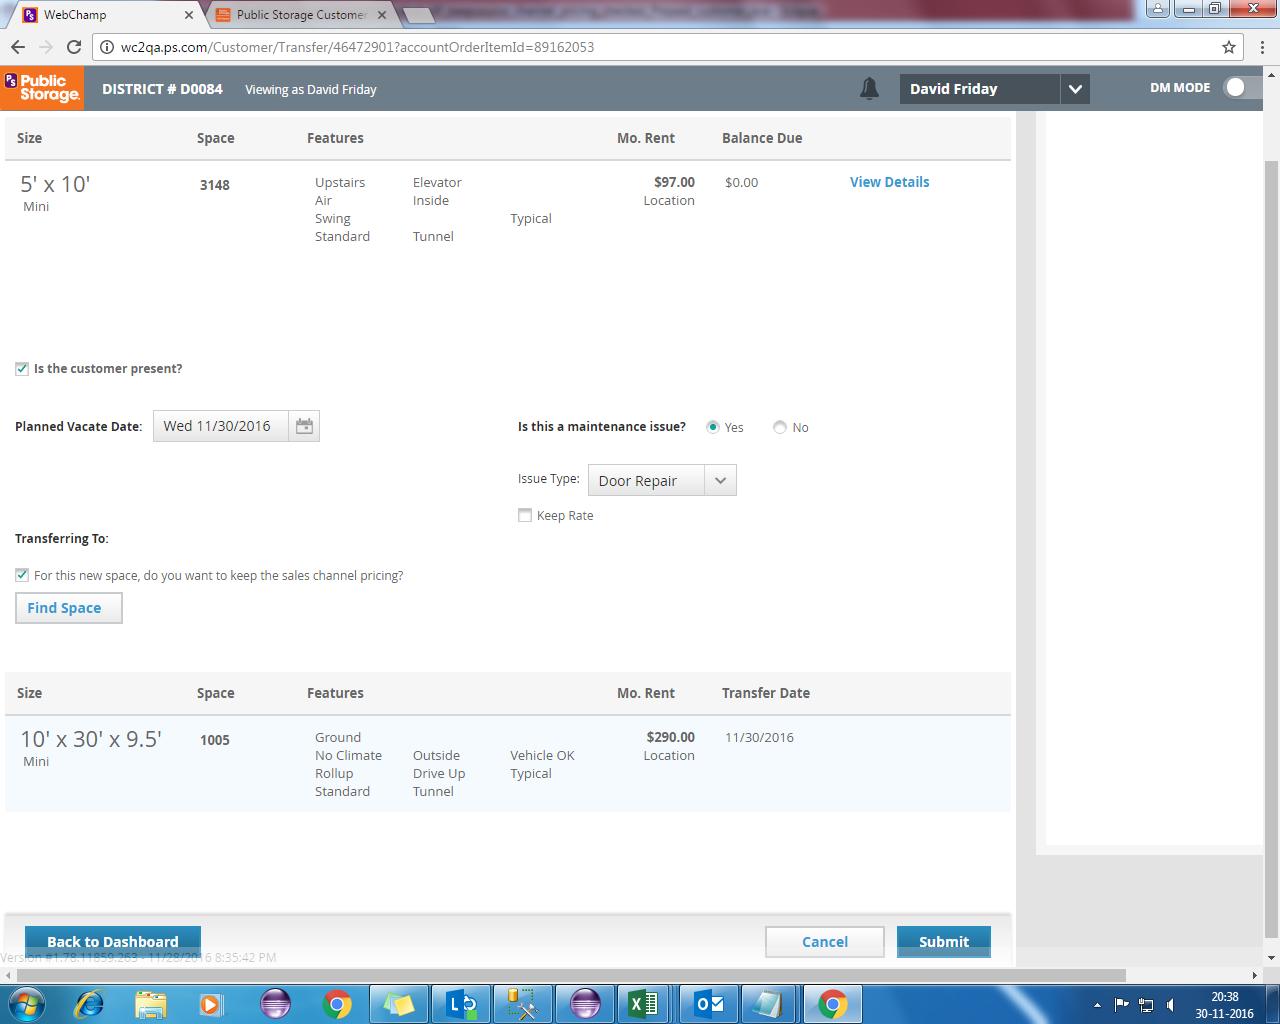 WebChamp
Public Storage Customer
wc2qa.ps.com/Customer/Transfer/46472901?accountOrderItemId=89162053
PS Public Storage.
DISTRICT # D0084
Viewing as David Friday
David Friday
DM MODE
Size Space Features Mo. Rent Balance Due
5' x 10' 3148 Upstairs Elevator $97.00 $0.00 View Details
Mini Air Inside Location
Swing Typical
Standard Tunnel
Is the customer present?
Planned Vacate Date: Wed 11/30/2016
Is this a maintenance issue? Yes No
Issue Type: Door Repair
Keep Rate
Transferring To:
For this new space, do you want to keep the sales channel pricing?
Find Space
Size Space Features Mo. Rent Transfer Date
10' x 30' x 9.5' 1005 Ground $290.00 11/30/2016
Mini No Climate Outside Vehicle OK Location
Rollup Drive Up Typical
Standard Tunnel
Back to Dashboard
Cancel
Submit
Version #1.78.11859.263 - 11/28/2016 8:35:42 PM
20:38
30-11-2016